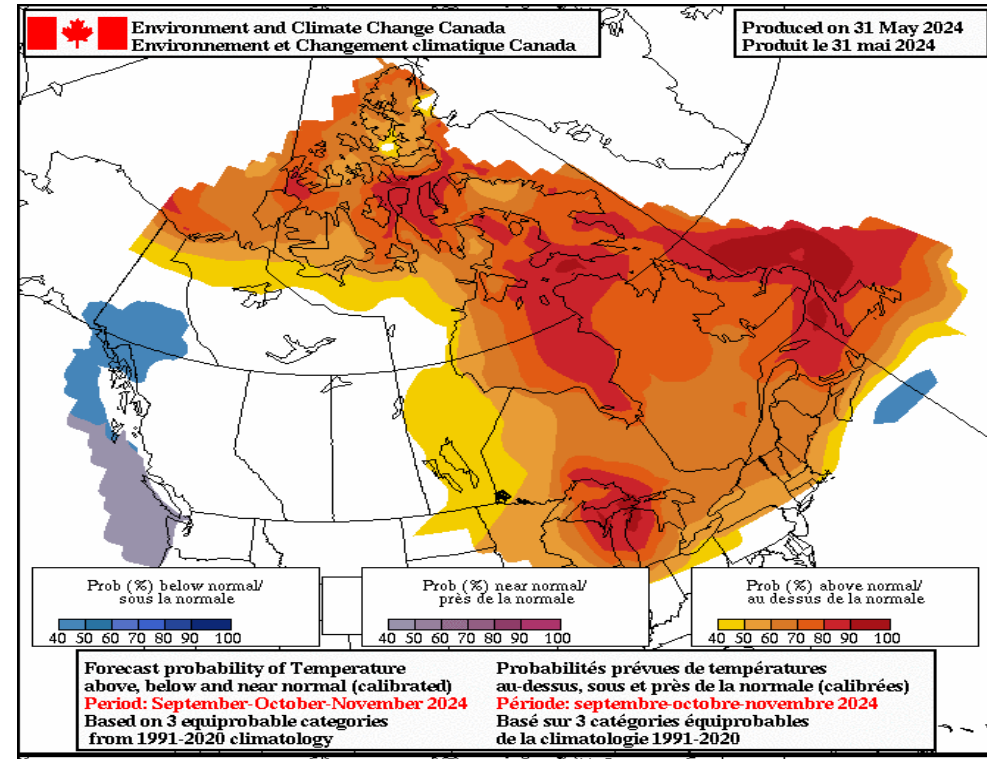 Environment and Climate Change Canada
Environnement et Changement climatique Canada
Produced on 31 May 2024
Produit le 31 mai 2024
Prob (%) below normal/
sous la normale
40 50 60 70 80 90 100
Prob (%) near normal/
près de la normale
40 50 60 70 80 90 100
Prob (%) above normal/
au dessus de la normale
40 50 60 70 80 90 100
Forecast probability of Temperature
above, below and near normal (calibrated)
Period: September-October-November 2024
Based on 3 equiprobable categories
from 1991-2020 climatology
Probabilités prévues de températures
au-dessus, sous et près de la normale (calibrées)
Période: septembre-octobre-novembre 2024
Basé sur 3 catégories équiprobables
de la climatologie 1991-2020